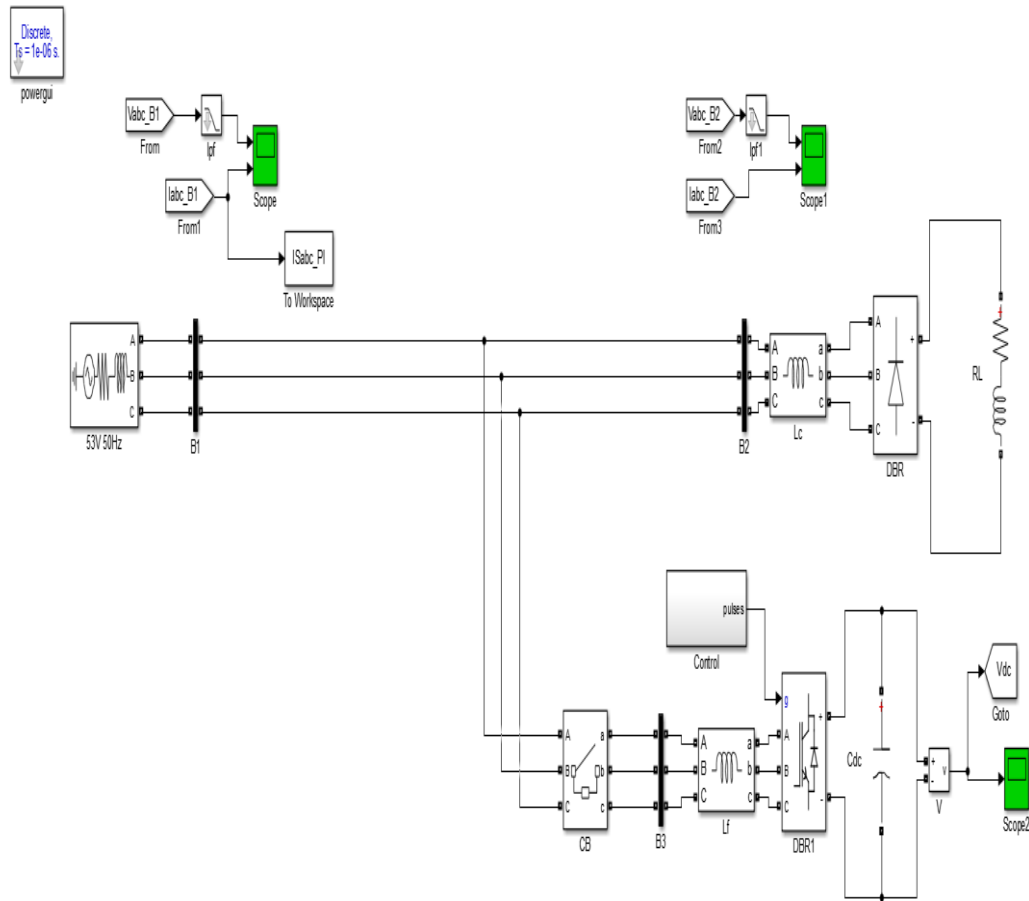 Discrete,
Ts = 1e-06 s.
powergui
Vabc_B1
From
lpf
Iabc_B1
From1
Scope
ISabc_PI
To Workspace
Vabc_B2
From2
lpf1
Iabc_B2
From3
Scope1
A
B
C
53V 50Hz
B1
B2
A
B
C
a
b
c
Lc
A
B
C
+
-
DBR
RL
pulses
Control
A
B
C
a
b
c
CB
B3
A
B
C
a
b
c
Lf
g
A
B
C
+
-
DBR1
Cdc
+
-
v
V
Vdc
Goto
Scope2